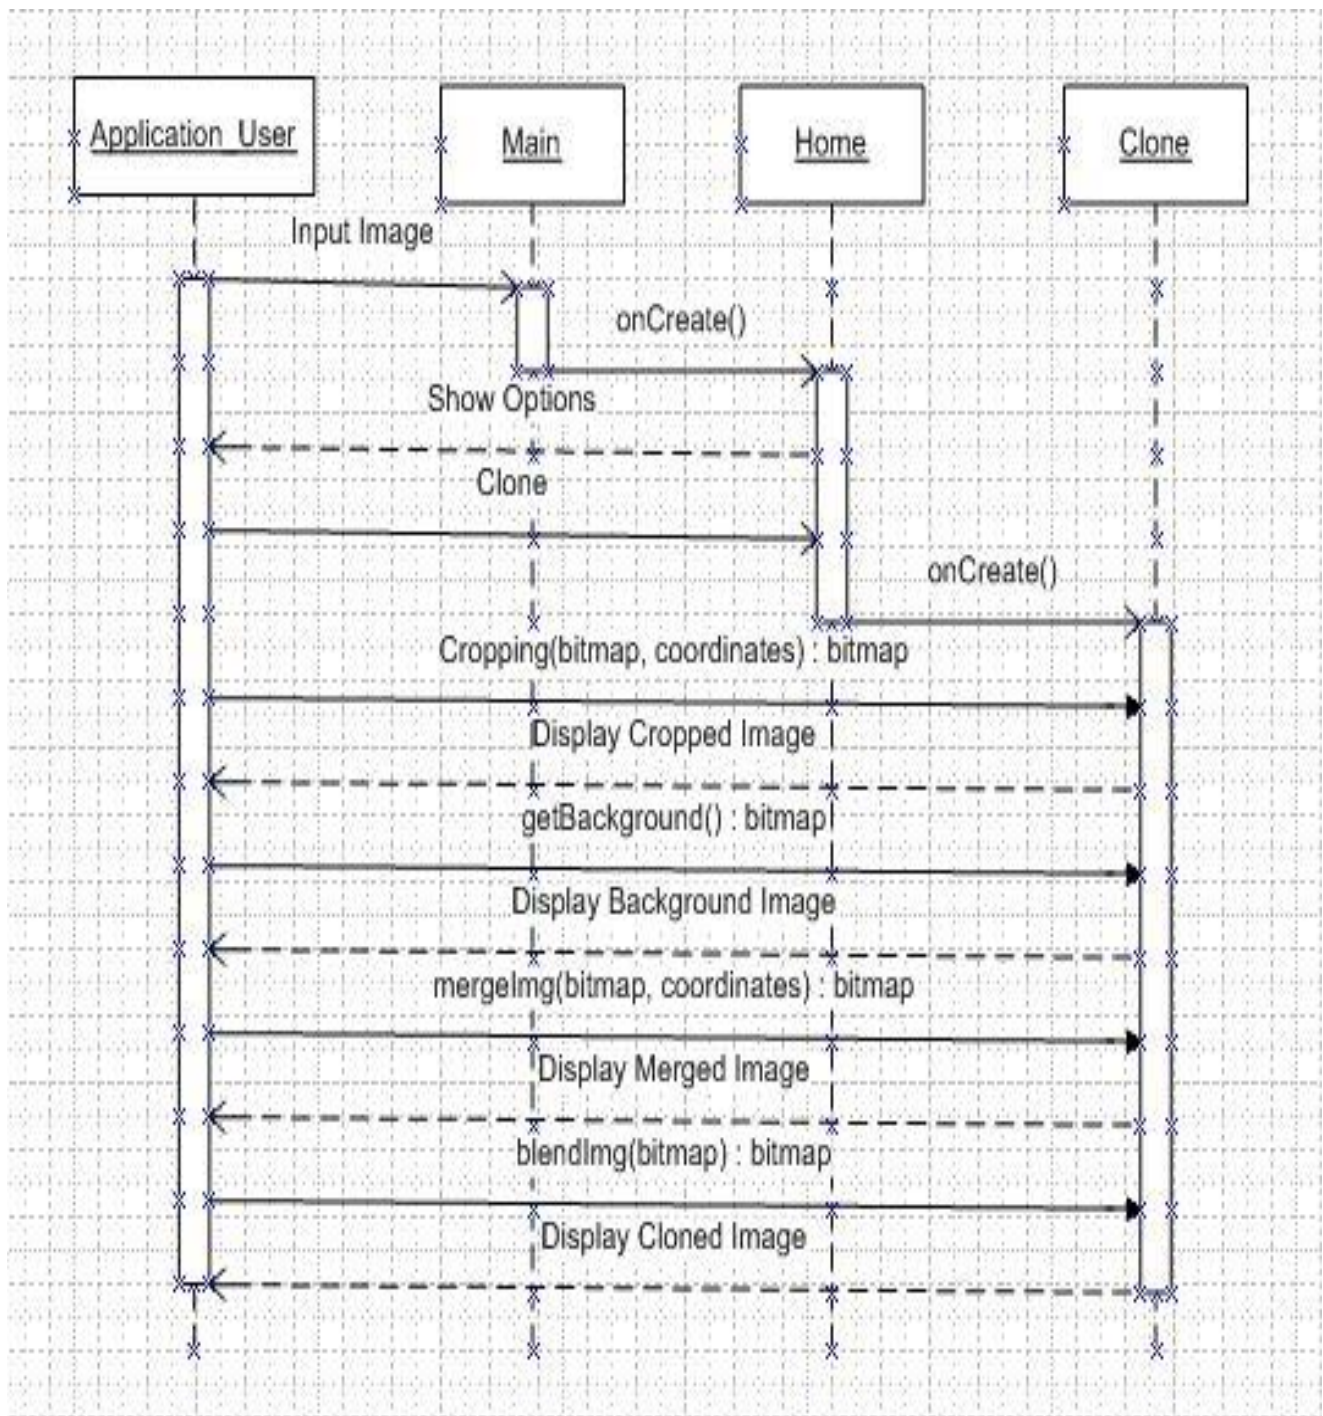 Application_User
Main
Home
Clone
Input Image
onCreate()
Show Options
Clone
onCreate()
Cropping(bitmap, coordinates) : bitmap
Display Cropped Image
getBackground() : bitmap
Display Background Image
mergeImg(bitmap, coordinates) : bitmap
Display Merged Image
blendImg(bitmap) : bitmap
Display Cloned Image